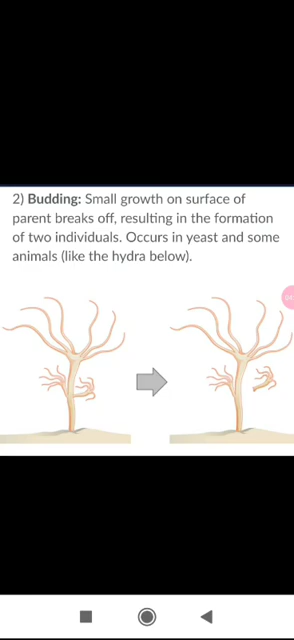 2) Budding: Small growth on surface of
parent breaks off, resulting in the formation
of two individuals. Occurs in yeast and some
animals (like the hydra below).